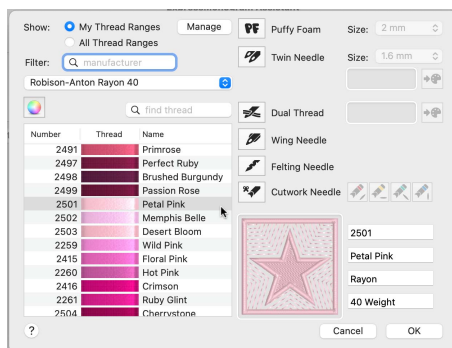 Show: My Thread Ranges Manage
All Thread Ranges
Filter: manufacturer
Robison-Anton Rayon 40
find thread
Number Thread Name
2491 Primrose
2497 Perfect Ruby
2498 Brushed Burgundy
2499 Passion Rose
2501 Petal Pink
2502 Memphis Belle
2503 Desert Bloom
2259 Wild Pink
2415 Floral Pink
2260 Hot Pink
2416 Crimson
2261 Ruby Glint
2504 Cherrystone
PF Puffy Foam Size: 2 mm
Twin Needle Size: 1.6 mm
Dual Thread
Wing Needle
Felting Needle
Cutwork Needle
2501
Petal Pink
Rayon
40 Weight
? Cancel OK